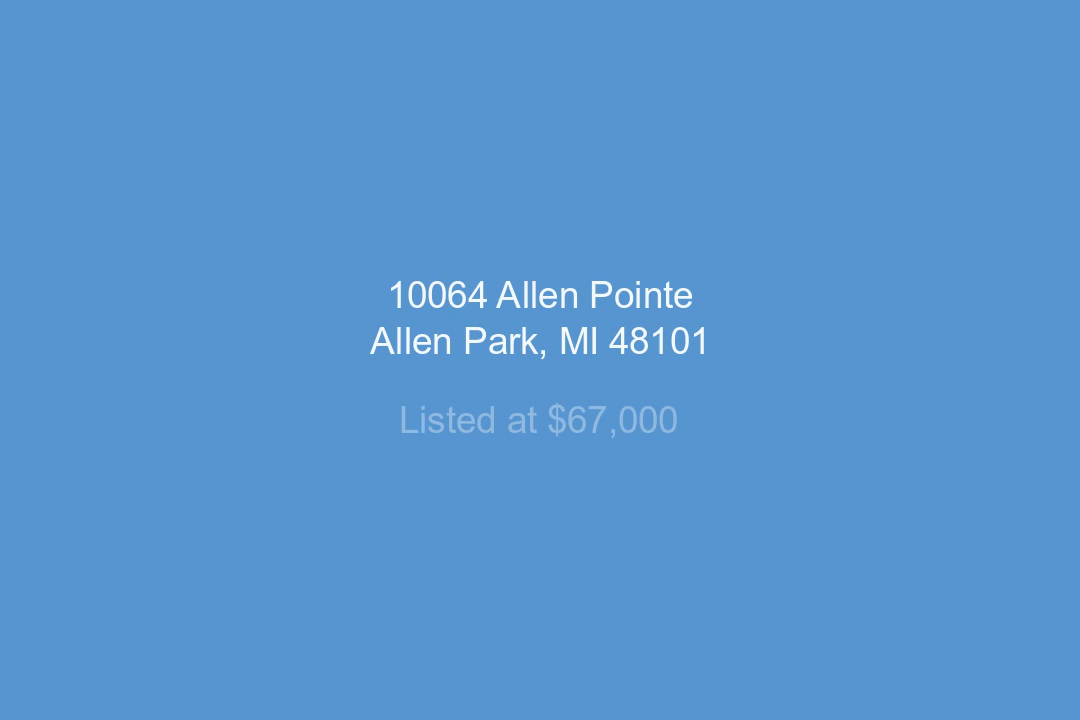 10064 Allen Pointe
Allen Park, MI 48101
Listed at $67,000